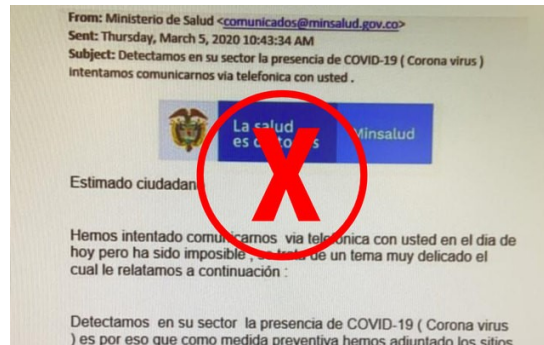 From: Ministerio de Salud <comunicados@minsalud.gov.co>
Sent: Thursday, March 5, 2020 10:43:34 AM
Subject: Detectamos en su sector la presencia de COVID-19 ( Corona virus )
intentamos comunicarnos via telefonica con usted .
La salud
es de todos
Minsalud
X
Estimado ciudadano
Hemos intentado comunicarnos via telefonica con usted en el dia de
hoy pero ha sido imposible , se trata de un tema muy delicado el
cual le relatamos a continuación :
Detectamos en su sector la presencia de COVID-19 ( Corona virus
) es por eso que como medida preventiva hemos adjuntado los sitios